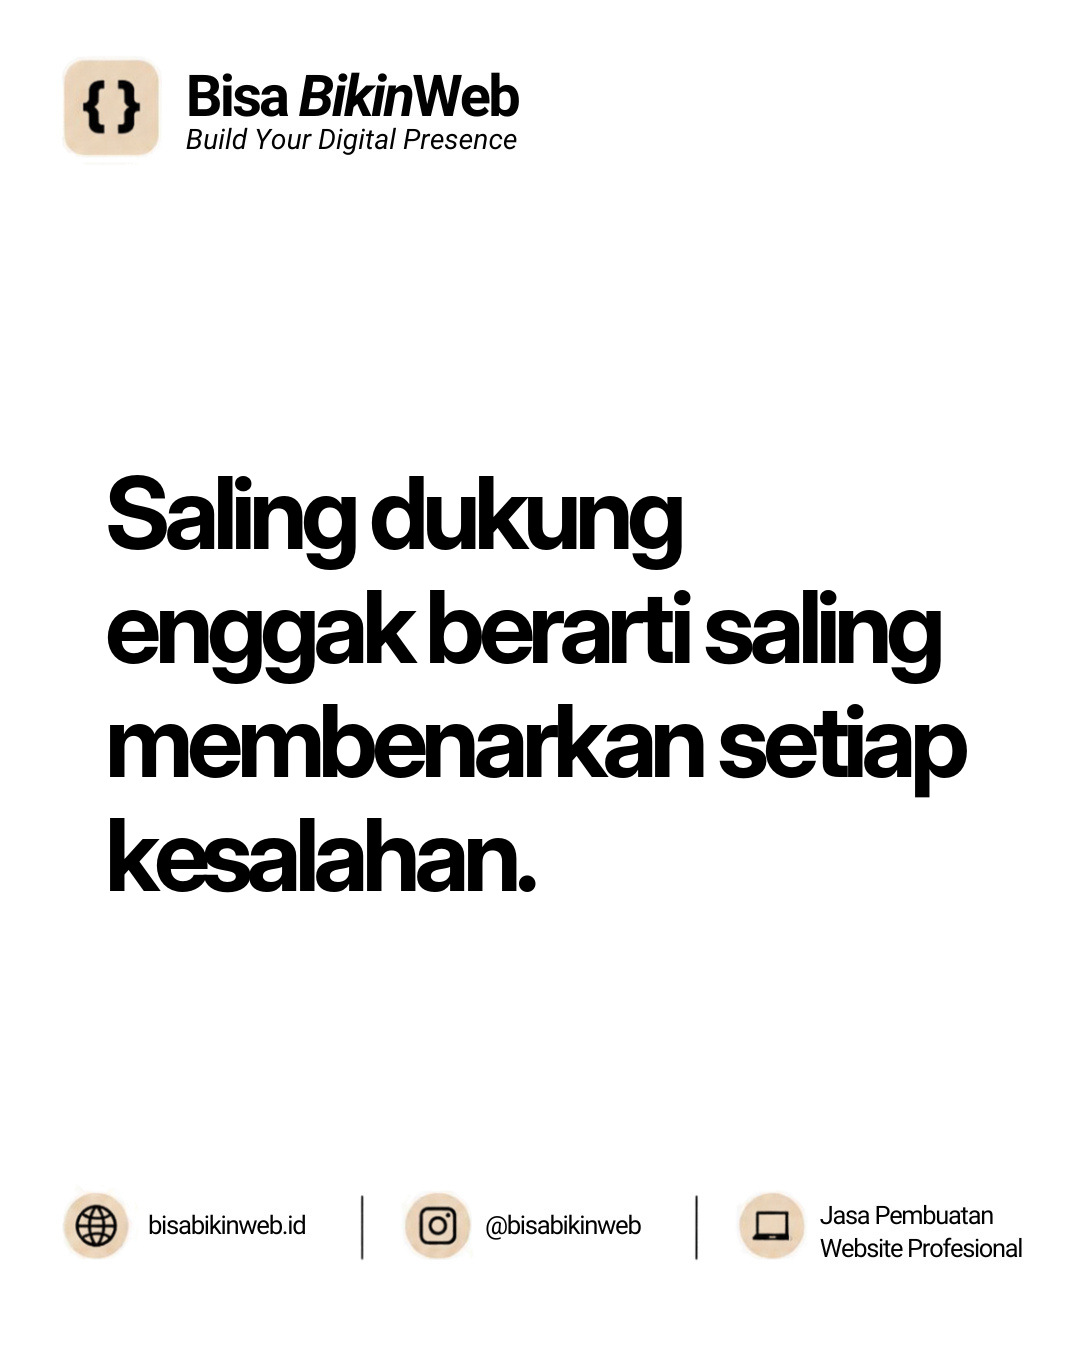 Bisa BikinWeb
Build Your Digital Presence
Saling dukung
enggak berarti saling
membenarkan setiap
kesalahan.
bisabikinweb.id
@bisabikinweb
Jasa Pembuatan
Website Profesional